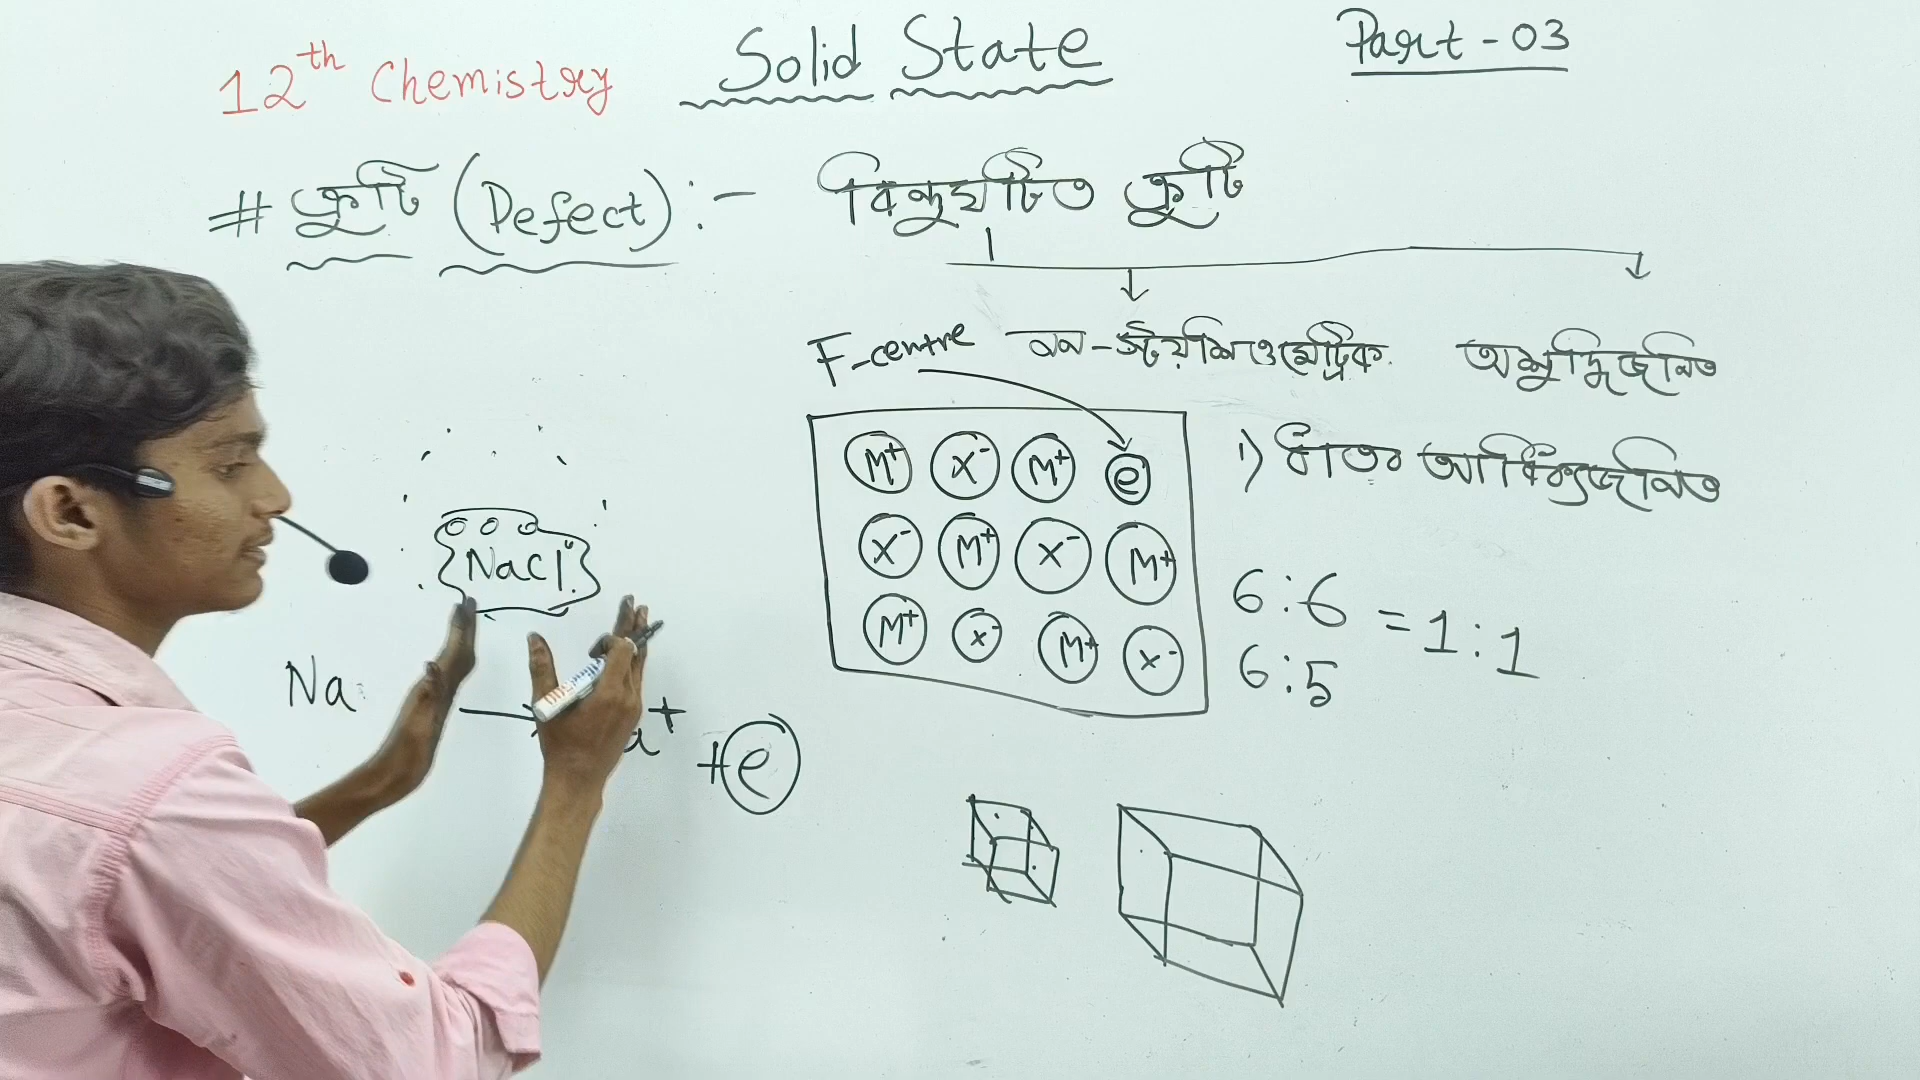 12th Chemistry Solid State Part-03
# ত্রুটি (Defect) :- বিন্দুঘটিত ত্রুটি
F-centre নন-স্টয়শিওমেট্রিক অশুদ্ধিজনিত
M+ X- M+ e
১) ধাতব আধিক্যজনিত
X- M+ X- M+
NaCl
M+ X- M+ X-
6:6 = 1:1
6:5
Na → a+ + e